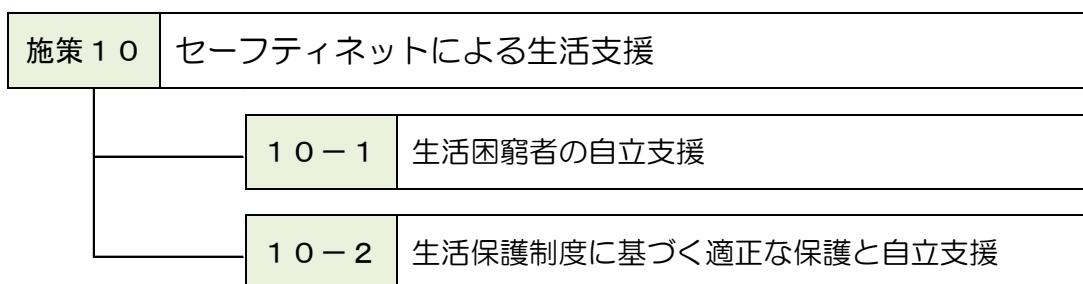 施策１０ セーフティネットによる生活支援
１０－１ 生活困窮者の自立支援
１０－２ 生活保護制度に基づく適正な保護と自立支援